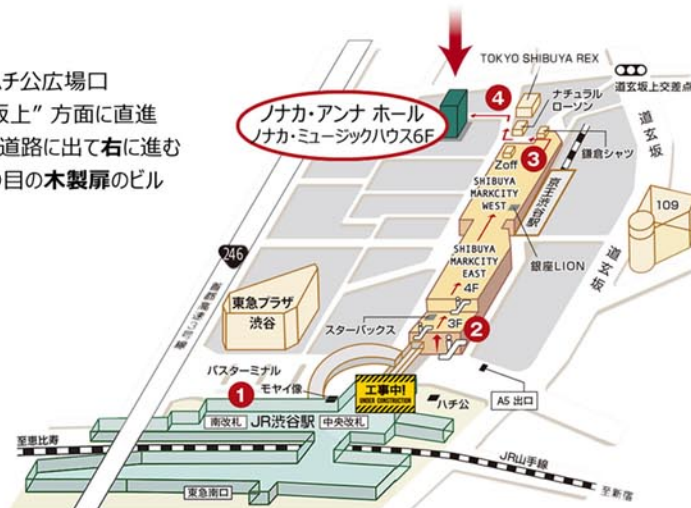 チ公広場口
坂上” 方面に直進
道路に出て右に進む
目の木製扉のビル
TOKYO SHIBUYA REX
ナチュラル
ローソン
道玄坂上交差点
道玄坂
4
ノナカ・アンナ ホール
ノナカ・ミュージックハウス6F
鎌倉シャツ
3
Zoff
SHIBUYA
MARKCITY
WEST
京王渋谷駅
109
道玄坂
銀座LION
246
SHIBUYA
MARKCITY
EAST
4F
東急プラザ
渋谷
スターバックス
3F
2
バスターミナル
1
モヤイ像
工事中!
UNDER CONSTRUCTION
ハチ公
A5 出口
南改札
JR渋谷駅
中央改札
至恵比寿
JR山手線
至新宿
東急南口